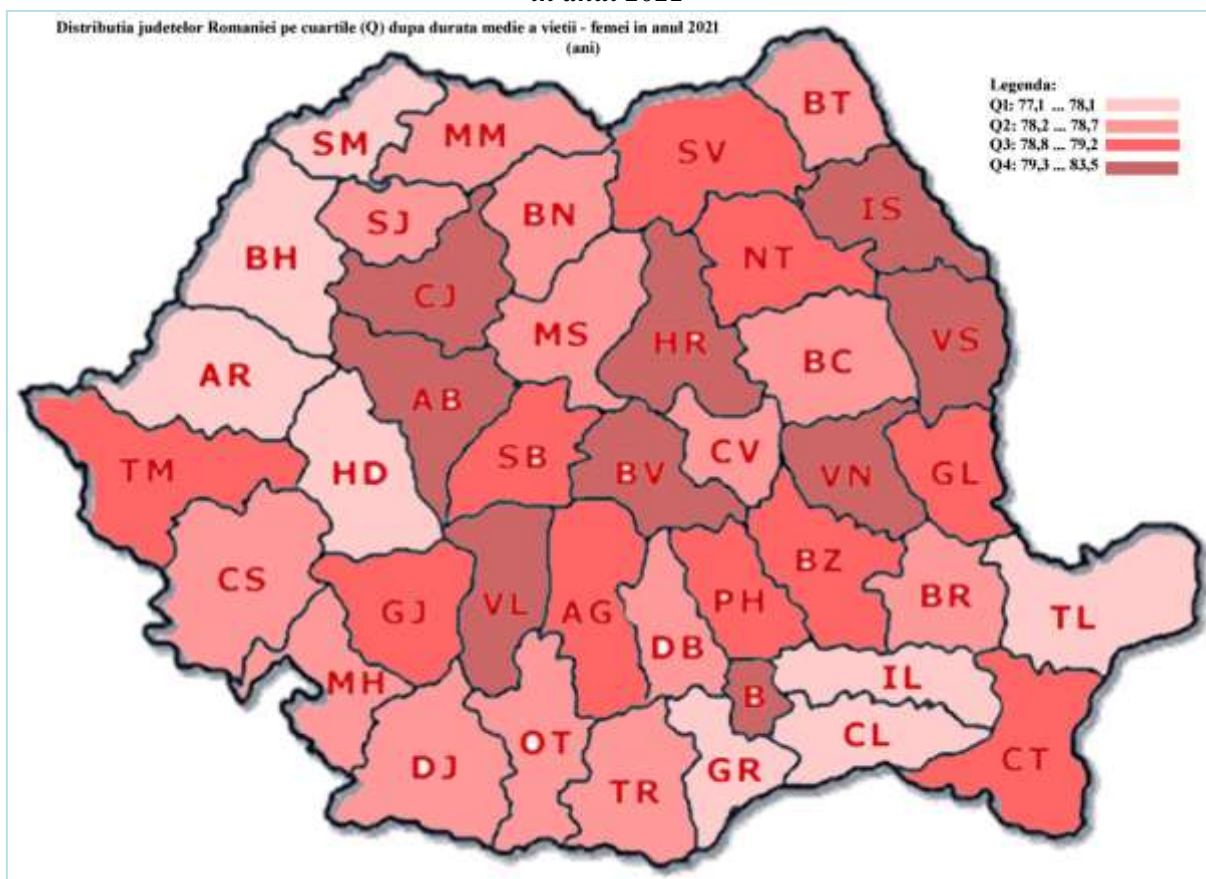 in anul 2021
Distributia judetelor Romaniei pe cuartile (Q) dupa durata medie a vietii - femei in anul 2021
(ani)
Legenda:
Q1: 77,1 ... 78,1
Q2: 78,2 ... 78,7
Q3: 78,8 ... 79,2
Q4: 79,3 ... 83,5
BT
SM
MM
SV
IS
SJ
BN
BH
NT
CJ
MS
HR
VS
BC
AR
AB
SB
CV
TM
HD
BV
VN
GL
BZ
CS
BR
GJ
VL
AG
PH
TL
DB
MH
B
IL
OT
CL
DJ
GR
CT
TR